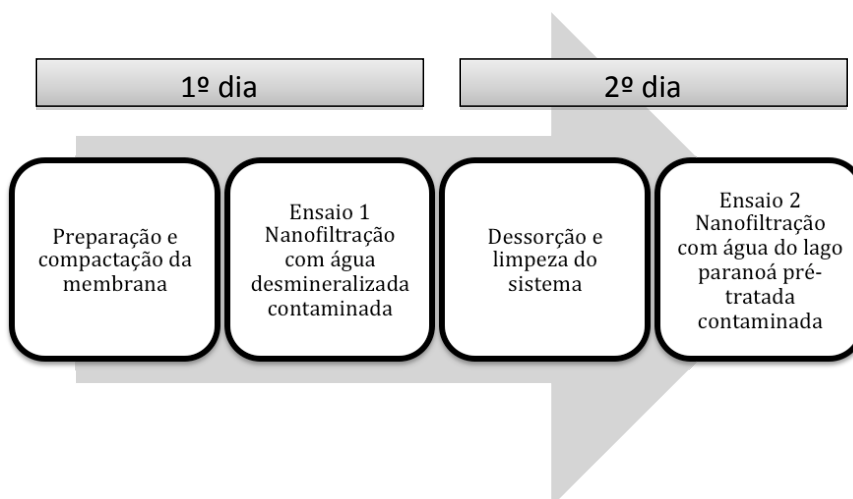 1º dia
2º dia
Preparação e
compactação da
membrana
Ensaio 1
Nanofiltração
com água
desmineralizada
contaminada
Dessorção e
limpeza do
sistema
Ensaio 2
Nanofiltração
com água do lago
paranoá pré-
tratada
contaminada